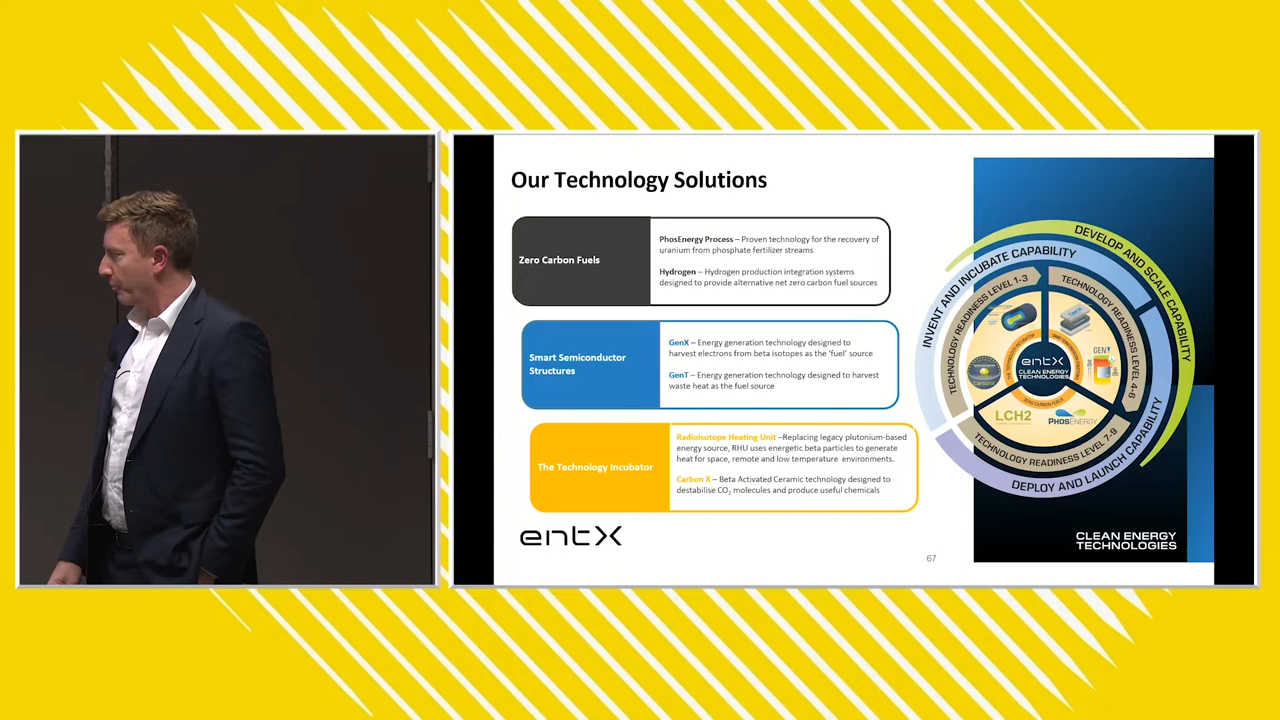 Our Technology Solutions
Zero Carbon Fuels
PhosEnergy Process – Proven technology for the recovery of
uranium from phosphate fertilizer streams
Hydrogen – Hydrogen production integration systems
designed to provide alternative net zero carbon fuel sources
Smart Semiconductor
Structures
GenX – Energy generation technology designed to
harvest electrons from beta isotopes as the 'fuel' source
GenT – Energy generation technology designed to harvest
waste heat as the fuel source
The Technology Incubator
Radioisotope Heating Unit –Replacing legacy plutonium-based
energy source, RHU uses energetic beta particles to generate
heat for space, remote and low temperature environments.
Carbon X – Beta Activated Ceramic technology designed to
destabilise CO₂ molecules and produce useful chemicals
entX
67
INVENT AND INCUBATE CAPABILITY
DEVELOP AND SCALE CAPABILITY
DEPLOY AND LAUNCH CAPABILITY
TECHNOLOGY READINESS LEVEL 1-3
TECHNOLOGY READINESS LEVEL 4-6
TECHNOLOGY READINESS LEVEL 7-9
entX
CLEAN ENERGY
TECHNOLOGIES
ZERO CARBON FUELS
GENT
LCH2
PHOSENERGY
CLEAN ENERGY
TECHNOLOGIES